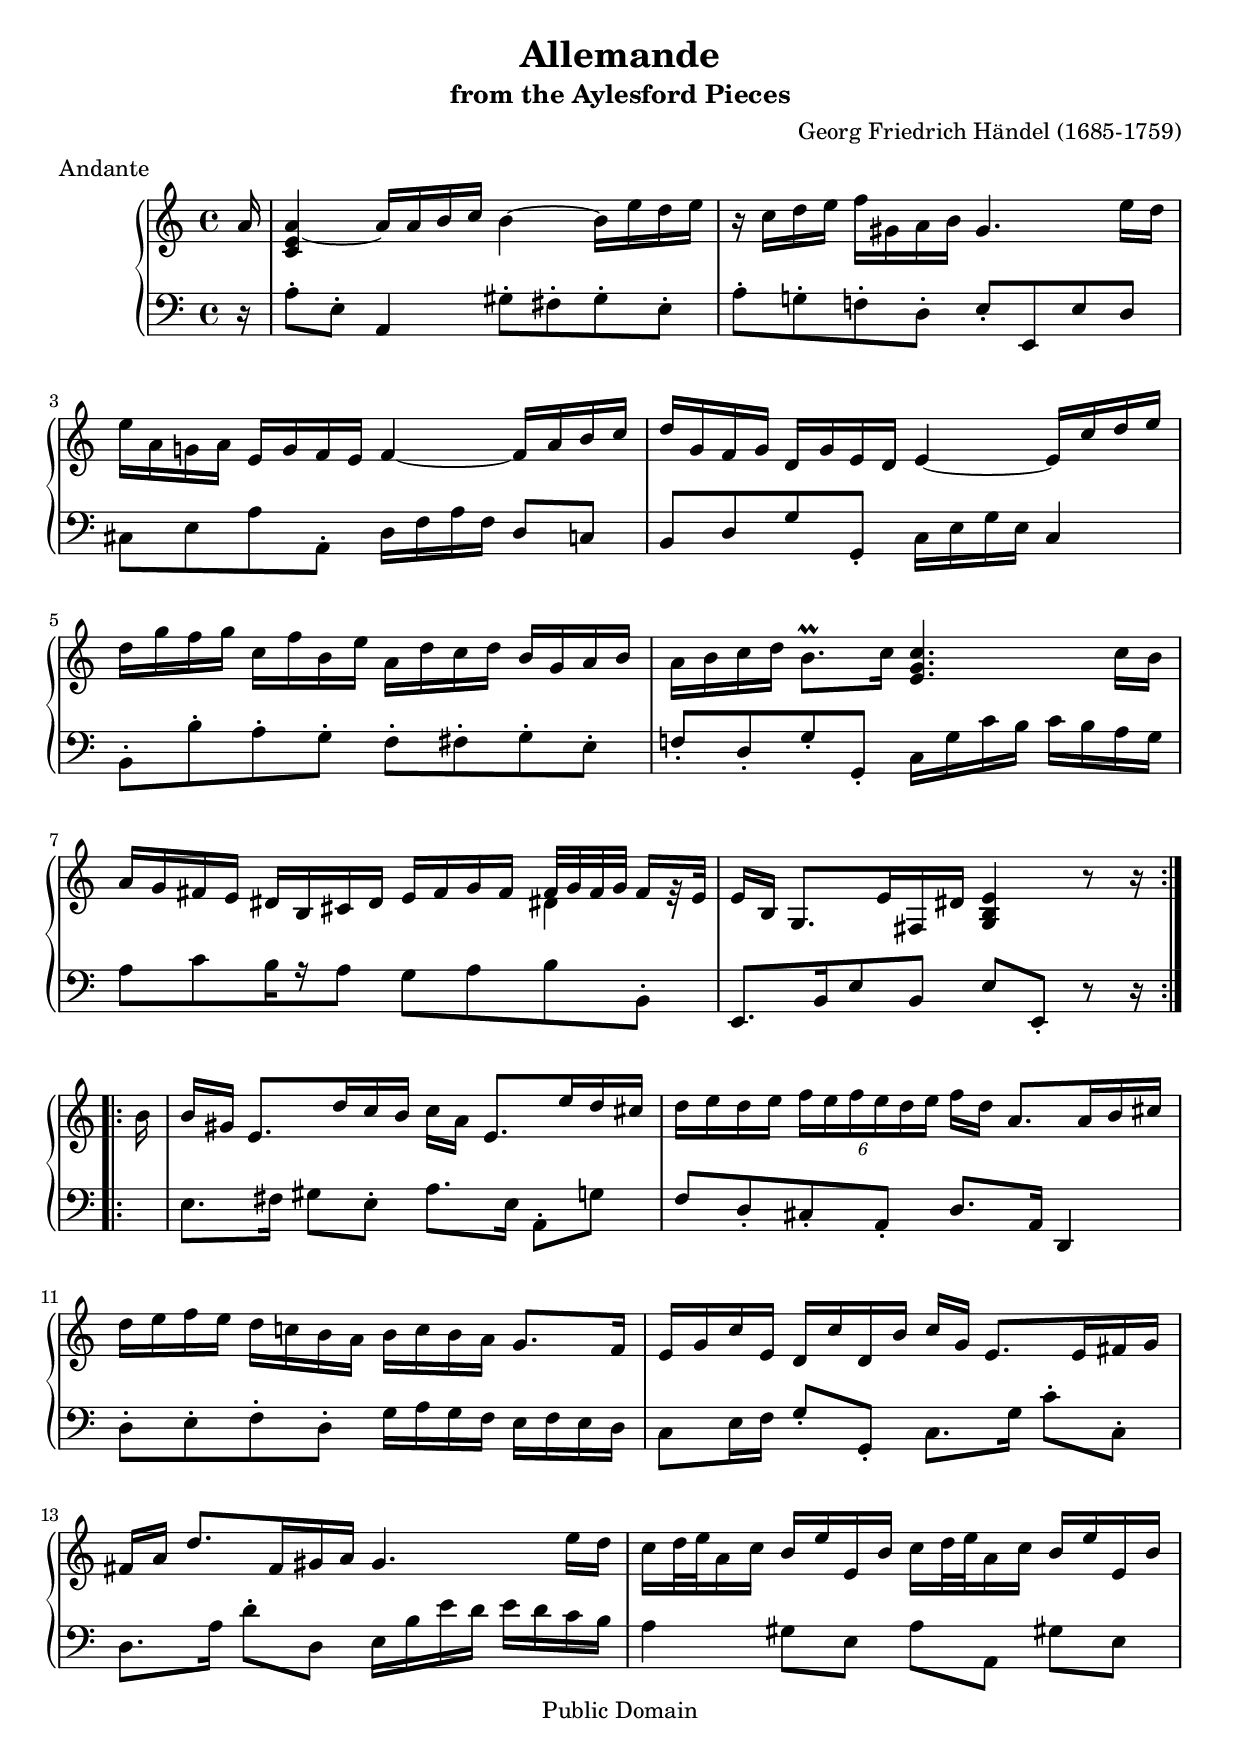 Allemande
from the Aylesford Pieces
Georg Friedrich Händel (1685-1759)
Andante
3
5
7
6
11
13
Public Domain